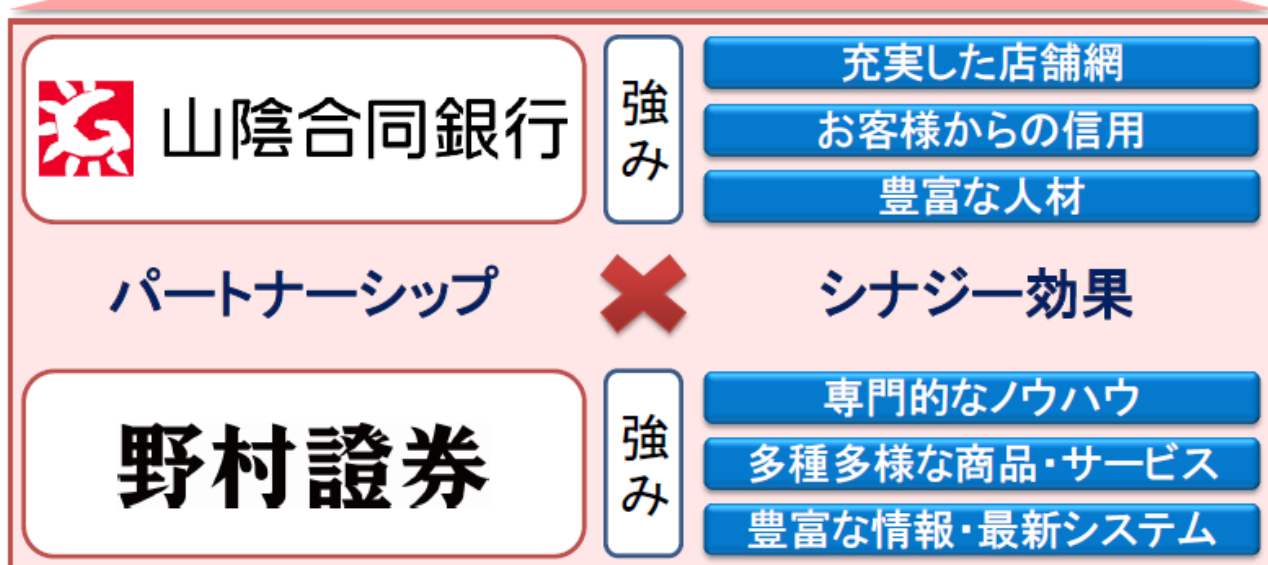 山陰合同銀行
強み
充実した店舗網
お客様からの信用
豊富な人材
パートナーシップ
シナジー効果
野村證券
強み
専門的なノウハウ
多種多様な商品・サービス
豊富な情報・最新システム